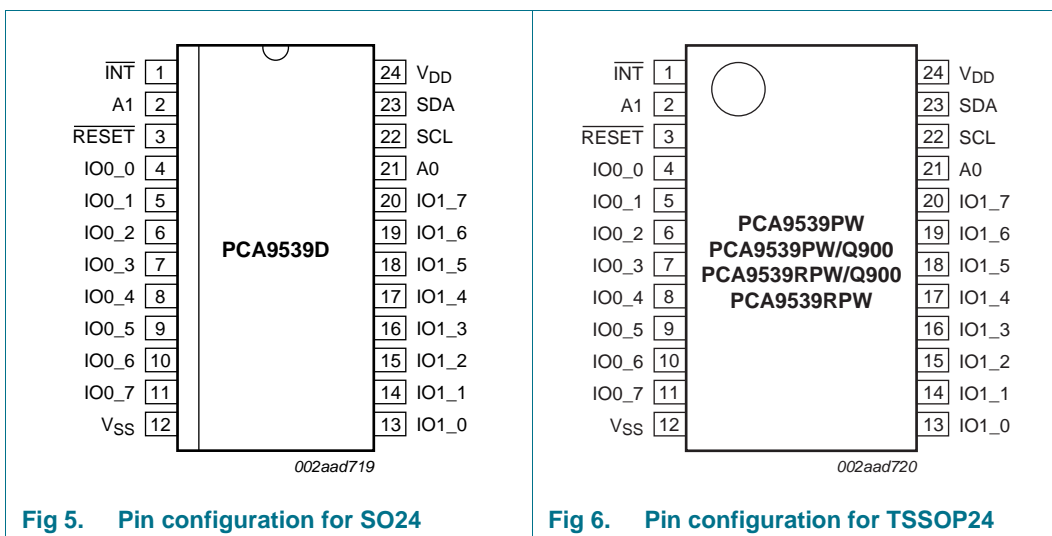 INT 1 24 VDD
A1 2 23 SDA
RESET 3 22 SCL
IO0_0 4 21 A0
IO0_1 5 20 IO1_7
IO0_2 6 19 IO1_6
IO0_3 7 PCA9539D 18 IO1_5
IO0_4 8 17 IO1_4
IO0_5 9 16 IO1_3
IO0_6 10 15 IO1_2
IO0_7 11 14 IO1_1
VSS 12 13 IO1_0
002aad719
Fig 5. Pin configuration for SO24
INT 1 24 VDD
A1 2 23 SDA
RESET 3 22 SCL
IO0_0 4 21 A0
IO0_1 5 20 IO1_7
PCA9539PW
IO0_2 6 19 IO1_6
PCA9539PW/Q900
IO0_3 7 18 IO1_5
PCA9539RPW/Q900
IO0_4 8 17 IO1_4
PCA9539RPW
IO0_5 9 16 IO1_3
IO0_6 10 15 IO1_2
IO0_7 11 14 IO1_1
VSS 12 13 IO1_0
002aad720
Fig 6. Pin configuration for TSSOP24